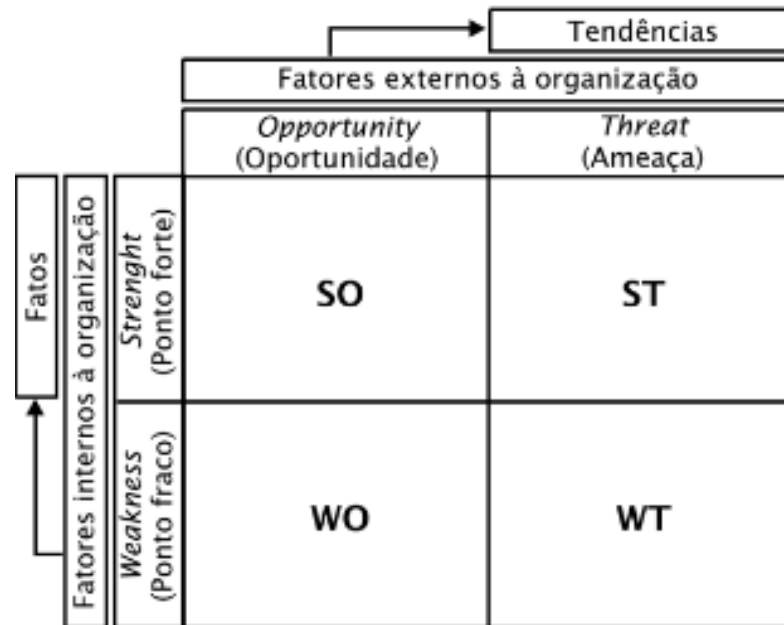 Tendências
Fatores externos à organização
Opportunity
(Oportunidade)
Threat
(Ameaça)
Fatos
Fatores internos à organização
Strenght
(Ponto forte)
SO
ST
Weakness
(Ponto fraco)
WO
WT